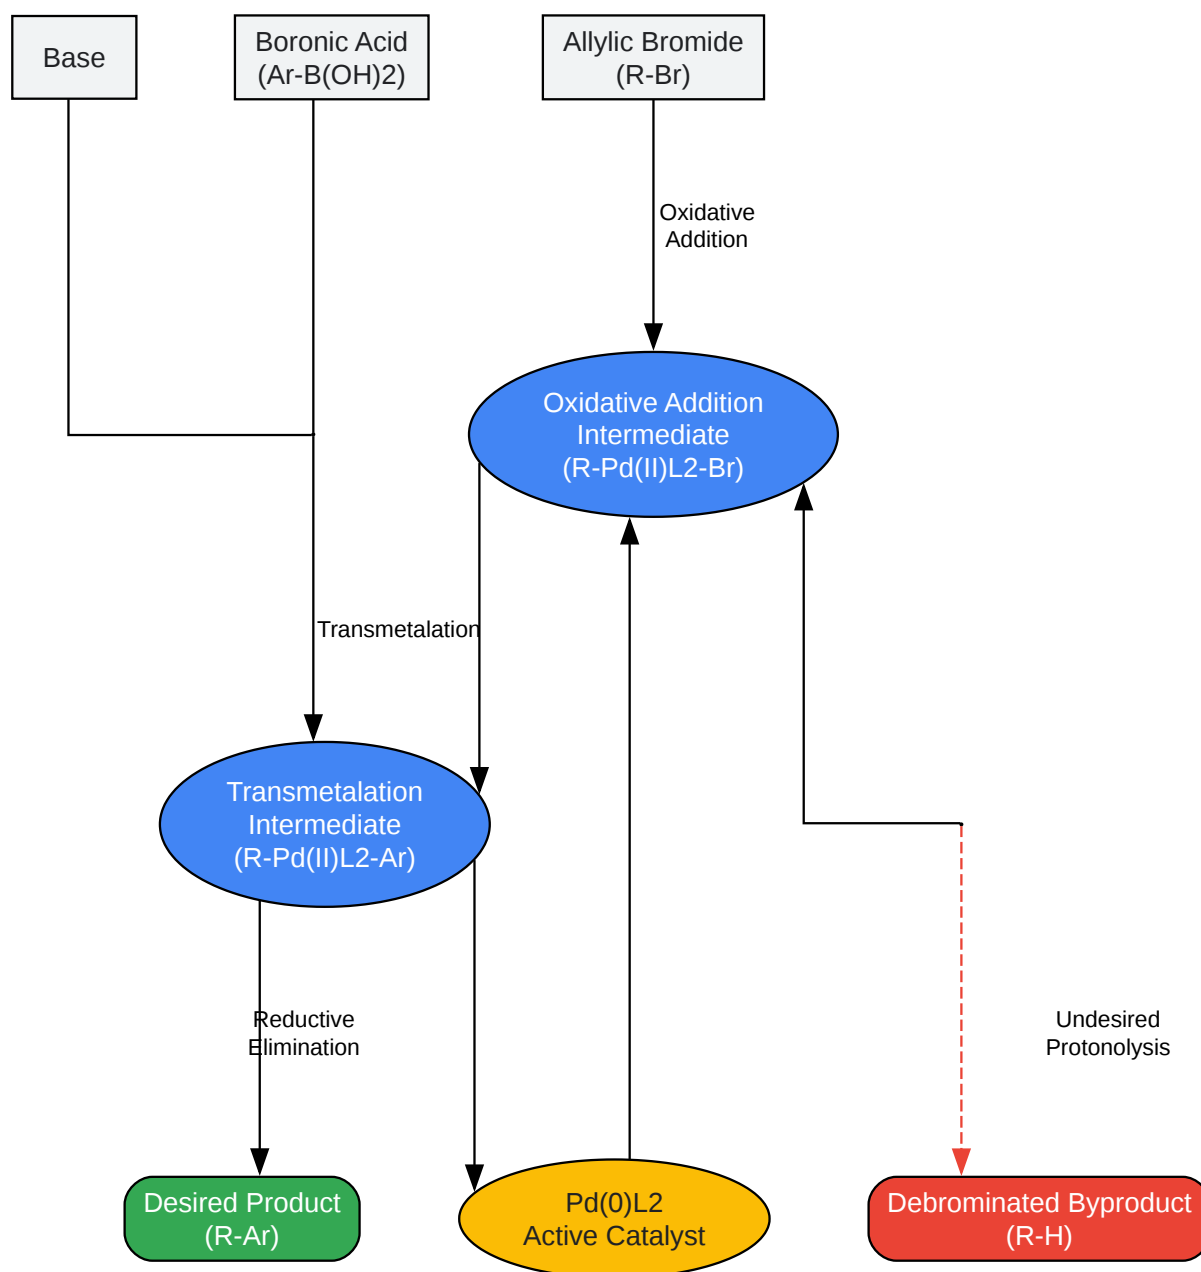 Base
Boronic Acid
(Ar-B(OH)2)
Allylic Bromide
(R-Br)
Oxidative
Addition
Oxidative Addition
Intermediate
(R-Pd(II)L2-Br)
Transmetalation
Transmetalation
Intermediate
(R-Pd(II)L2-Ar)
Reductive
Elimination
Undesired
Protonolysis
Desired Product
(R-Ar)
Pd(0)L2
Active Catalyst
Debrominated Byproduct
(R-H)